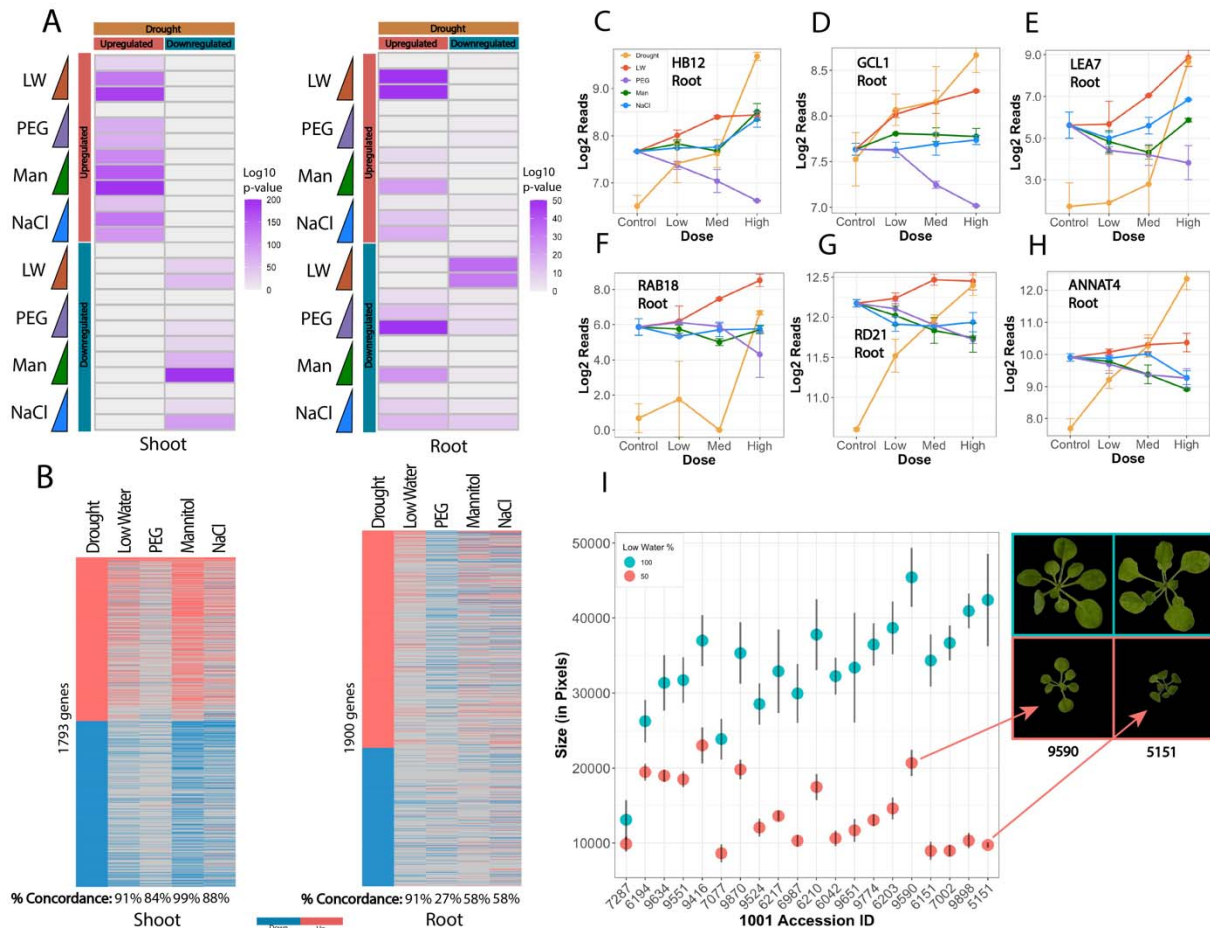 A
Drought
Upregulated Downregulated
LW
PEG
Man
NaCl
LW
PEG
Man
NaCl
Upregulated
Downregulated
Shoot
Log10
p-value
200
150
100
50
0
Drought
Upregulated Downregulated
LW
PEG
Man
NaCl
LW
PEG
Man
NaCl
Upregulated
Downregulated
Root
Log10
p-value
50
40
30
20
10
0
B
Drought
Low Water
PEG
Mannitol
NaCl
1793 genes
% Concordance: 91% 84% 99% 88%
Shoot
Drought
Low Water
PEG
Mannitol
NaCl
1900 genes
91% 27% 58% 58%
Root
C
HB12
Root
Drought
LW
PEG
Man
NaCl
Log2 Reads
9.0
8.0
7.0
Control Low Med High
Dose
D
GCL1
Root
Log2 Reads
8.5
8.0
7.5
7.0
Control Low Med High
Dose
E
LEA7
Root
Log2 Reads
9.0
7.0
5.0
3.0
1.0
Control Low Med High
Dose
F
RAB18
Root
Log2 Reads
8.0
6.0
4.0
2.0
0.0
Control Low Med High
Dose
G
RD21
Root
Log2 Reads
12.5
12.0
11.5
11.0
Control Low Med High
Dose
H
ANNAT4
Root
Log2 Reads
12.0
11.0
10.0
9.0
8.0
Control Low Med High
Dose
I
Low Water %
100
50
Size (in Pixels)
50000
40000
30000
20000
10000
7287 6194 9634 9551 9416 7077 9870 9524 6217 6987 6210 6042 9651 9774 6203 9590 6151 7002 9898 5151
1001 Accession ID
9590 5151